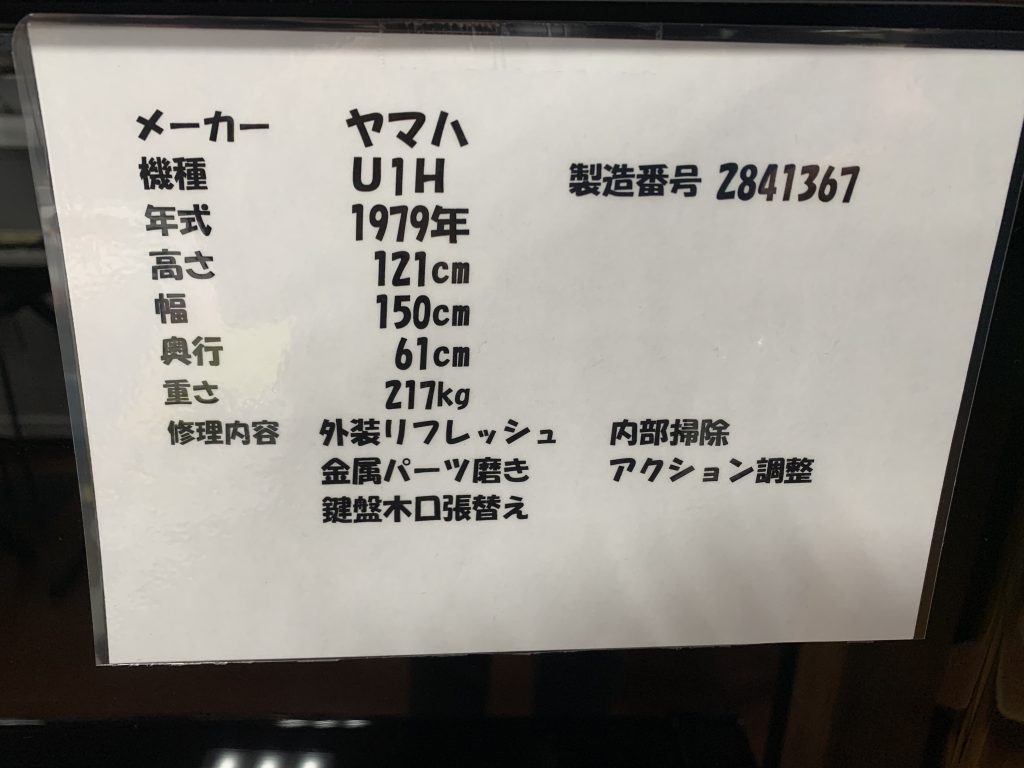 メーカー ヤマハ
機種 U1H 製造番号 2841367
年式 1979年
高さ 121cm
幅 150cm
奥行 61cm
重さ 217kg
修理内容 外装リフレッシュ 内部掃除
金属パーツ磨き アクション調整
鍵盤木口張替え